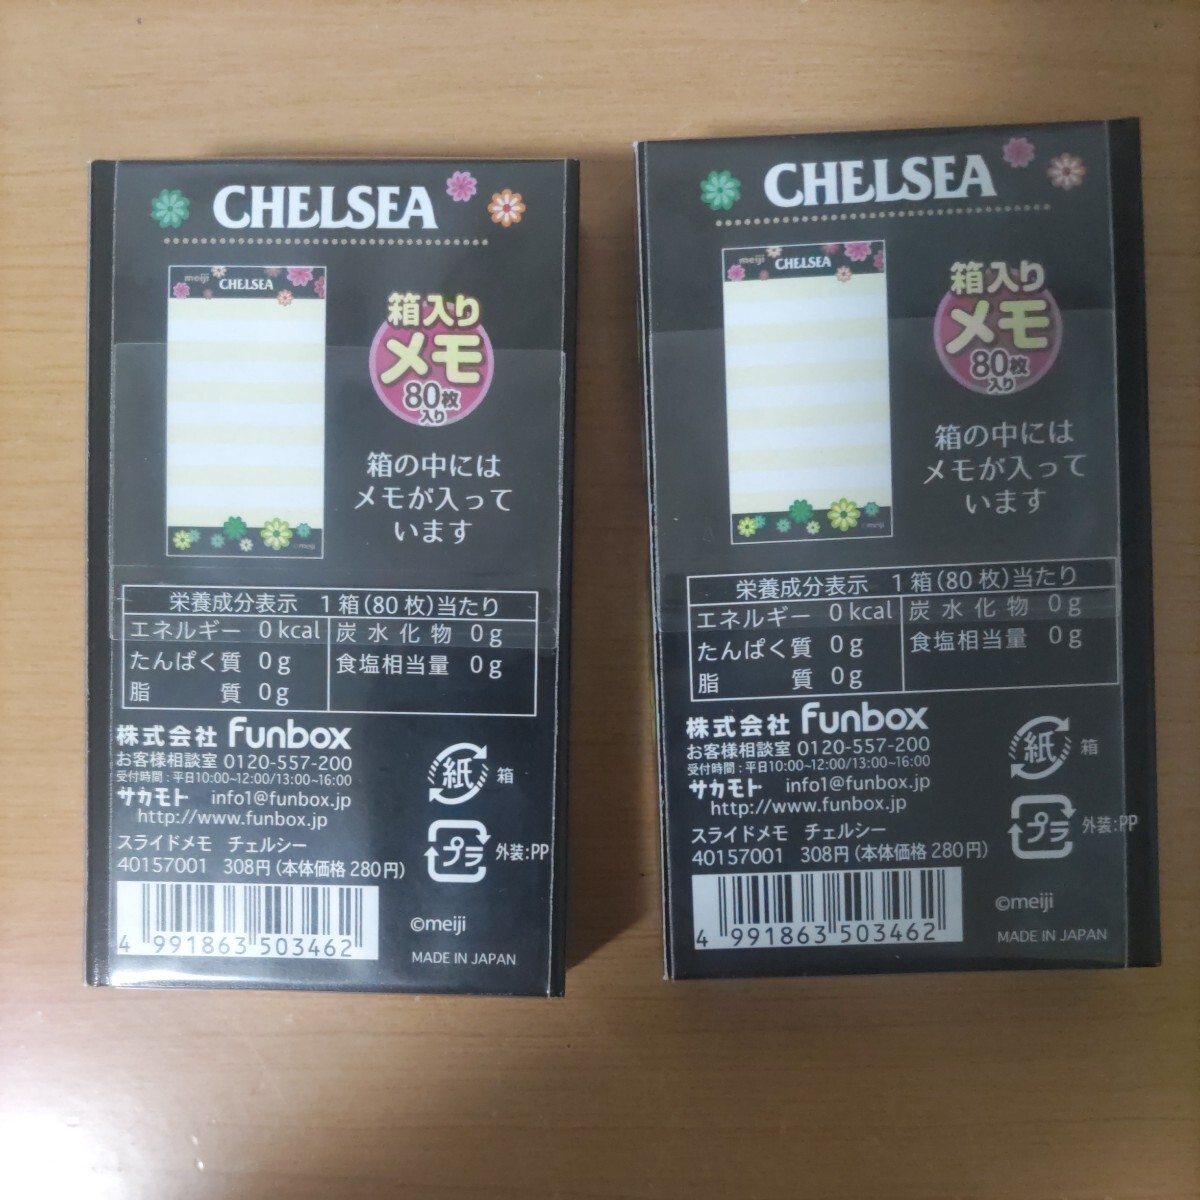 CHELSEA
meiji CHELSEA
箱入り
メモ
80枚
入り
箱の中には
メモが入って
います
©meiji
栄養成分表示 1箱(80枚)当たり
エネルギー 0kcal 炭水化物 0g
たんぱく質 0g 食塩相当量 0g
脂質 0g
株式会社 Funbox
お客様相談室 0120-557-200
受付時間:平日10:00~12:00/13:00~16:00
サカモト info1@funbox.jp
http://www.funbox.jp
スライドメモ チェルシー
40157001 308円(本体価格280円)
紙 箱
プラ 外装:PP
4 991863 503462
©meiji
MADE IN JAPAN
CHELSEA
meiji CHELSEA
箱入り
メモ
80枚
入り
箱の中には
メモが入って
います
©meiji
栄養成分表示 1箱(80枚)当たり
エネルギー 0kcal 炭水化物 0g
たんぱく質 0g 食塩相当量 0g
脂質 0g
株式会社 Funbox
お客様相談室 0120-557-200
受付時間:平日10:00~12:00/13:00~16:00
サカモト info1@funbox.jp
http://www.funbox.jp
スライドメモ チェルシー
40157001 308円(本体価格280円)
紙 箱
プラ 外装:PP
4 991863 503462
©meiji
MADE IN JAPAN